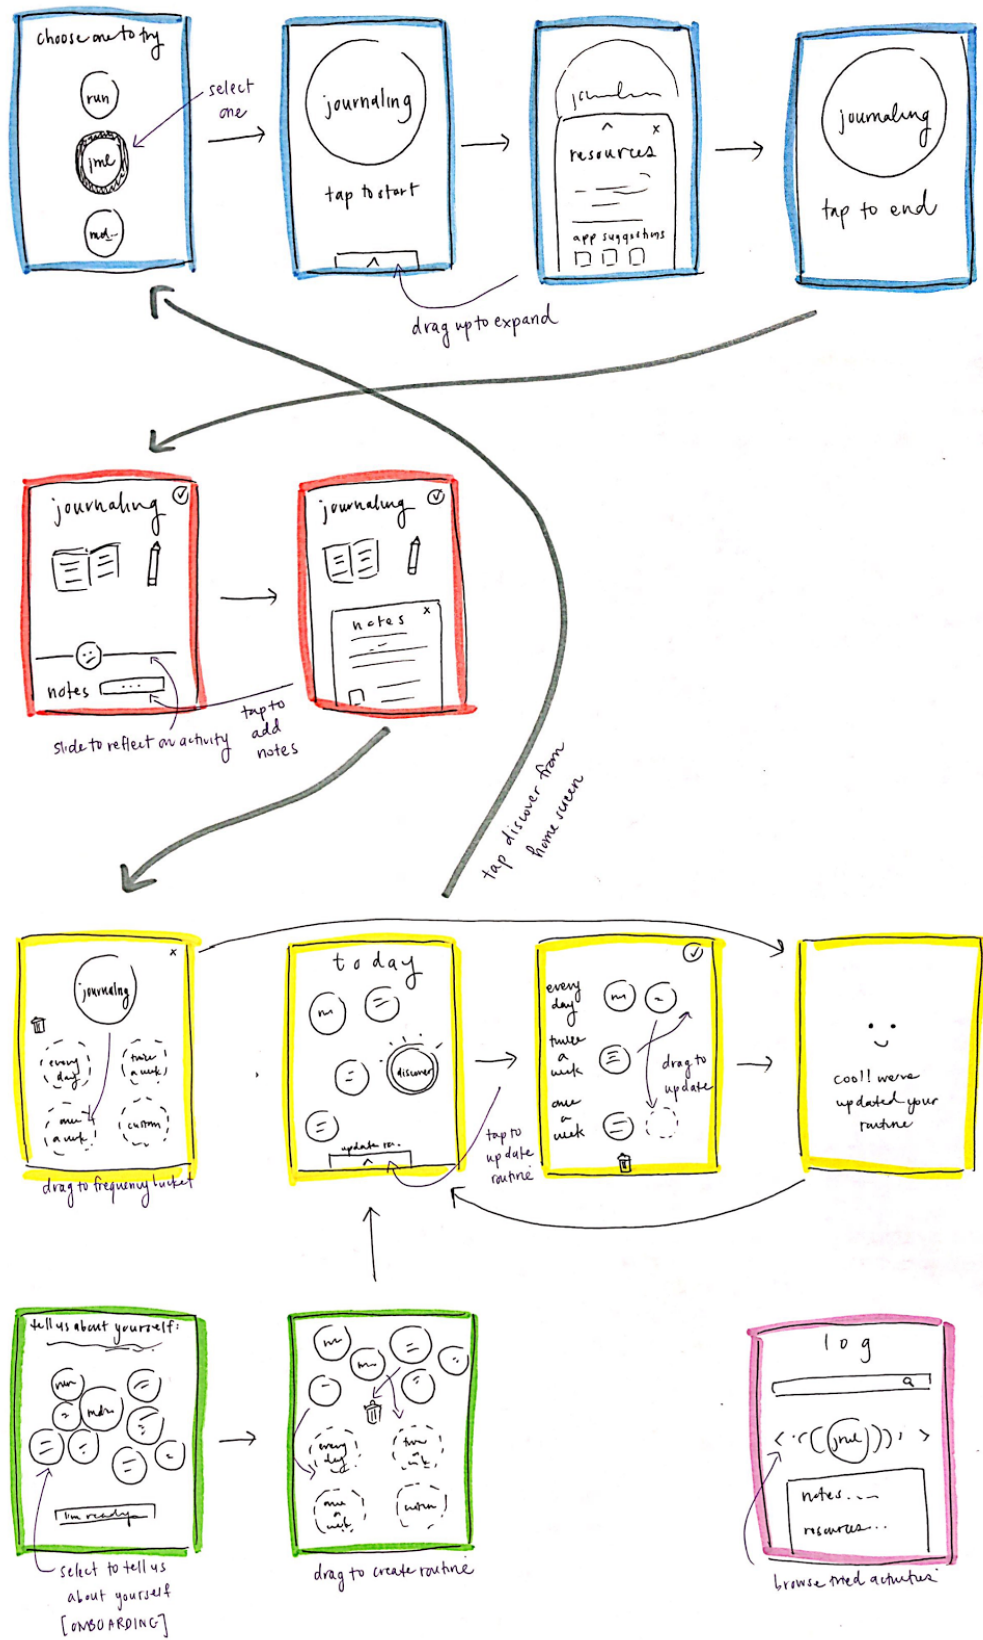 choose one to try
run
jrnl
select
one
journaling
tap to start
drag up to expand
resources
app suggestions
journaling
tap to end
journaling
notes
slide to reflect on activity
journaling
notes
tap to
add
notes
tap discover from
home screen
journaling
every
day
twice
a week
one
a week
custom
drag to frequency bucket
today
discover
tap to
update
routine
every
day
twice
a
week
one
a
week
drag to
update
cool! we've
updated your
routine
tell us about yourself:
run
I'm ready
select to tell us
about yourself
[ONBOARDING]
every
day
one
a
week
custom
drag to create routine
log
jrnl
notes...
resources...
browse tried activities